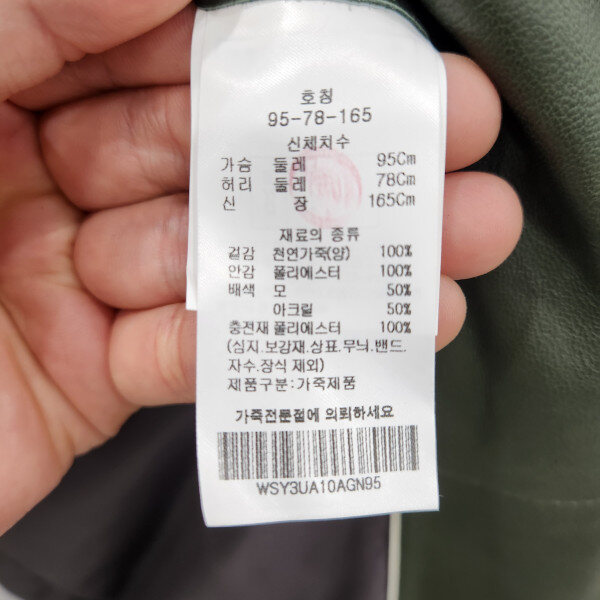 호칭
95-78-165
신체치수
가슴 둘레 95Cm
허리 둘레 78Cm
신 장 165Cm
재료의 종류
겉감 천연가죽(양) 100%
안감 폴리에스터 100%
배색 모 50%
아크릴 50%
충전재 폴리에스터 100%
(심지.보강재.상표.무늬.밴드.
자수.장식 제외)
제품구분:가죽제품
가죽전문점에 의뢰하세요
WSY3UA10AGN95